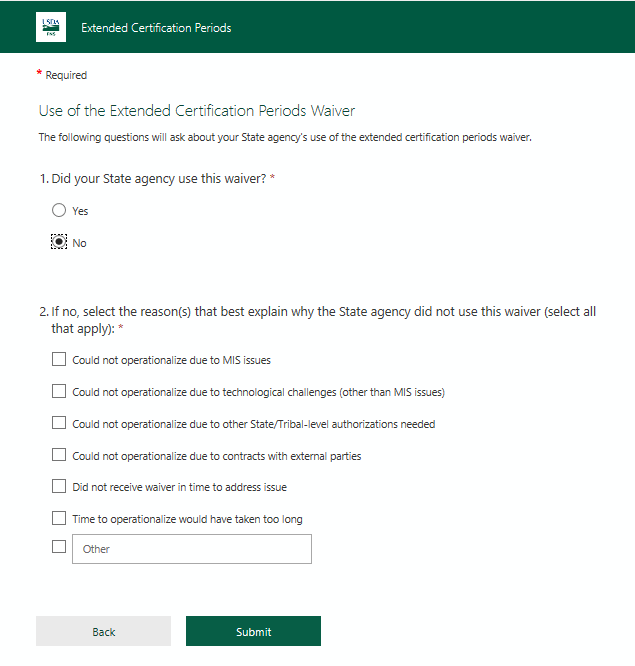 USDA
FNS
Extended Certification Periods
* Required
Use of the Extended Certification Periods Waiver
The following questions will ask about your State agency's use of the extended certification periods waiver.
1. Did your State agency use this waiver? *
Yes
No
2. If no, select the reason(s) that best explain why the State agency did not use this waiver (select all
that apply): *
Could not operationalize due to MIS issues
Could not operationalize due to technological challenges (other than MIS issues)
Could not operationalize due to other State/Tribal-level authorizations needed
Could not operationalize due to contracts with external parties
Did not receive waiver in time to address issue
Time to operationalize would have taken too long
Other
Back
Submit